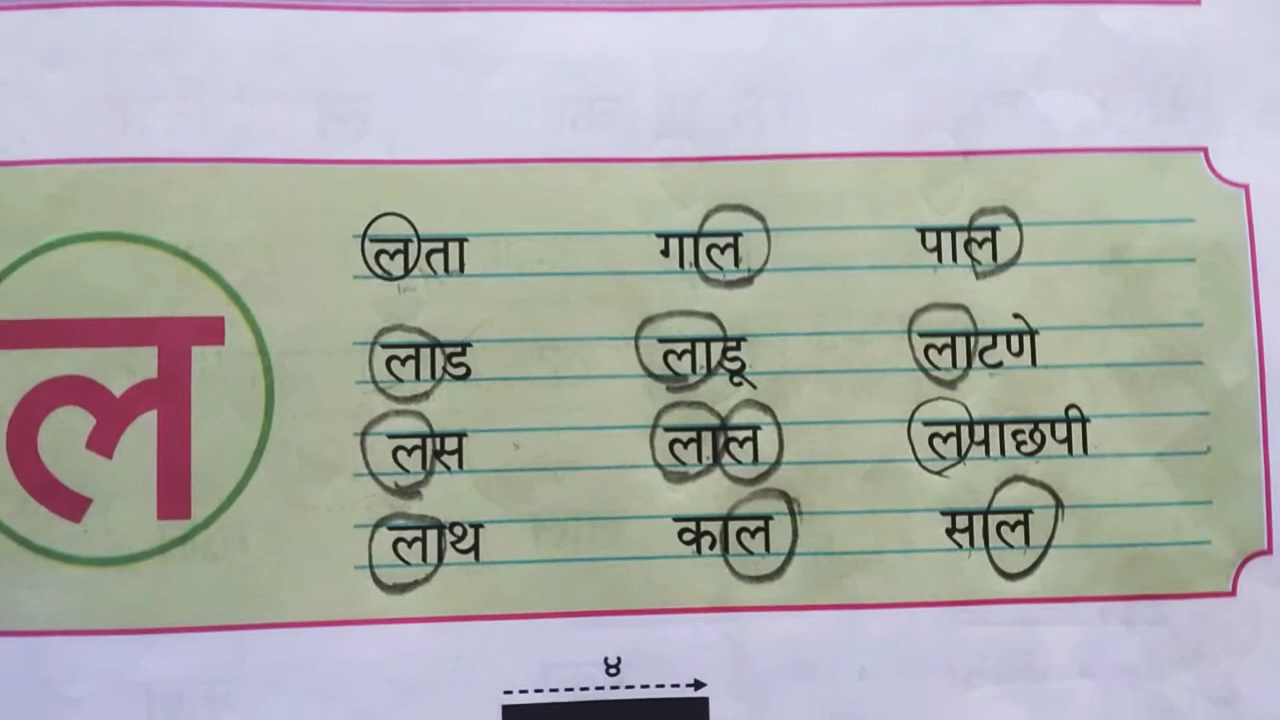 ल
लता गाल पाल
लाड लाडू लाटणे
लस लाल लपाछपी
लाथ काल साल
४